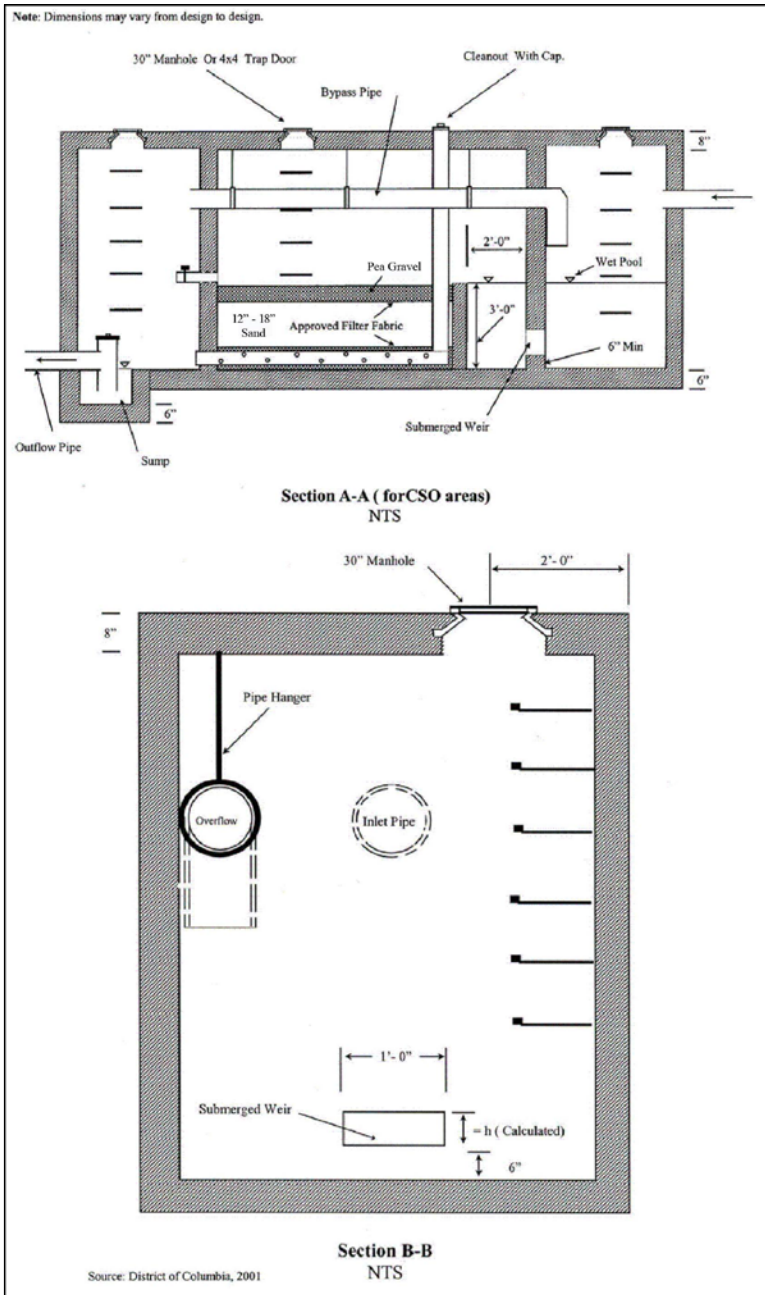 Note: Dimensions may vary from design to design.
30” Manhole Or 4x4 Trap Door
Cleanout With Cap.
Bypass Pipe
8”
2’-0”
Wet Pool
Pea Gravel
3’-0”
12” - 18”
Sand
Approved Filter Fabric
6” Min
6”
Submerged Weir
6”
Outflow Pipe
Sump
Section A-A ( forCSO areas)
NTS
30” Manhole
2’- 0”
8”
Pipe Hanger
Overflow
Inlet Pipe
1’- 0”
Submerged Weir
= h ( Calculated)
6”
Section B-B
NTS
Source: District of Columbia, 2001